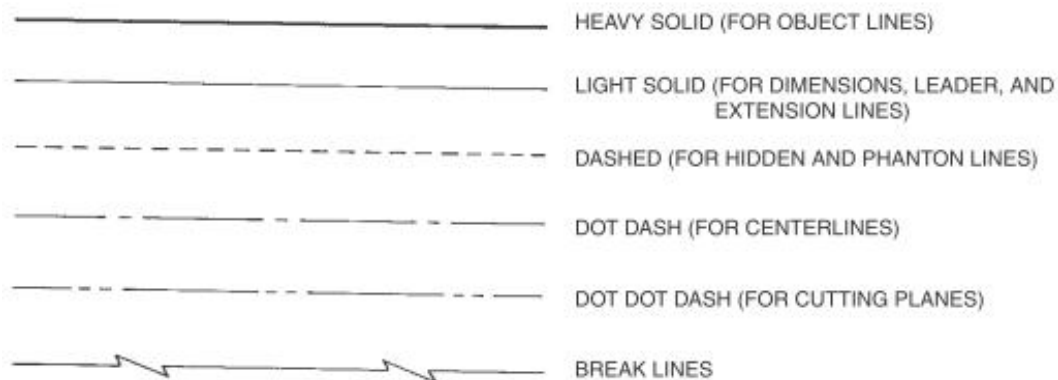 HEAVY SOLID (FOR OBJECT LINES)
LIGHT SOLID (FOR DIMENSIONS, LEADER, AND
EXTENSION LINES)
DASHED (FOR HIDDEN AND PHANTON LINES)
DOT DASH (FOR CENTERLINES)
DOT DOT DASH (FOR CUTTING PLANES)
BREAK LINES